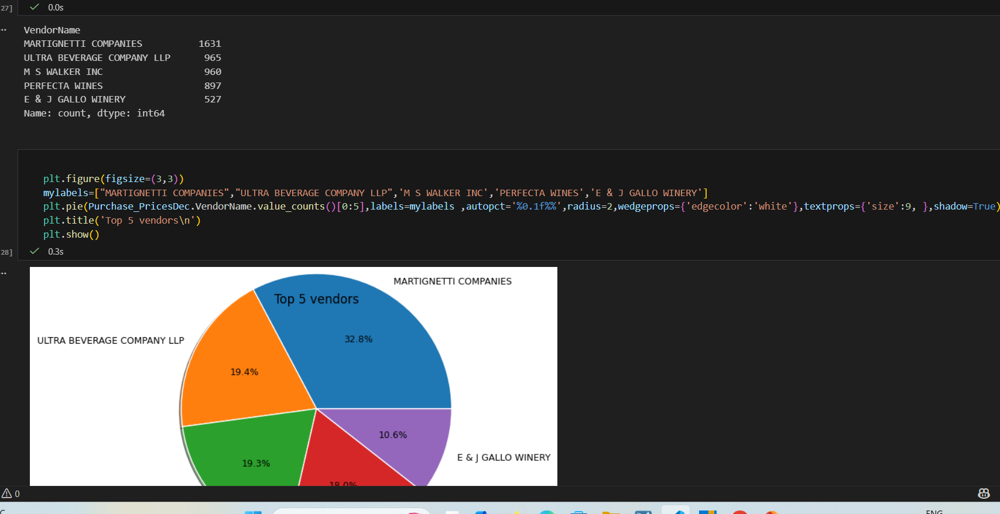 27]
0.0s
VendorName
MARTIGNETTI COMPANIES 1631
ULTRA BEVERAGE COMPANY LLP 965
M S WALKER INC 960
PERFECTA WINES 897
E & J GALLO WINERY 527
Name: count, dtype: int64
plt.figure(figsize=(3,3))
mylabels=["MARTIGNETTI COMPANIES","ULTRA BEVERAGE COMPANY LLP",'M S WALKER INC','PERFECTA WINES','E & J GALLO WINERY']
plt.pie(Purchase_PricesDec.VendorName.value_counts()[0:5],labels=mylabels ,autopct='%0.1f%%',radius=2,wedgeprops={'edgecolor':'white'},textprops={'size':9, },shadow=True)
plt.title('Top 5 vendors\n')
plt.show()
28]
0.3s
MARTIGNETTI COMPANIES
Top 5 vendors
32.8%
ULTRA BEVERAGE COMPANY LLP
19.4%
10.6%
E & J GALLO WINERY
19.3%
18.0%
0
ENG